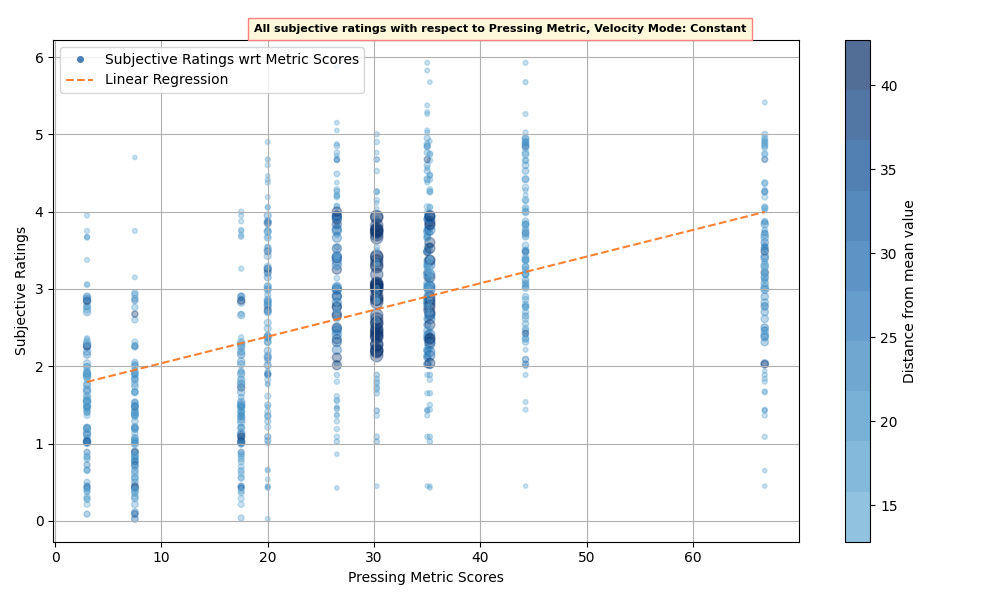 All subjective ratings with respect to Pressing Metric, Velocity Mode: Constant
Subjective Ratings wrt Metric Scores
Linear Regression
Subjective Ratings
6
5
4
3
2
1
0
0 10 20 30 40 50 60
Pressing Metric Scores
40
35
30
25
20
15
Distance from mean value